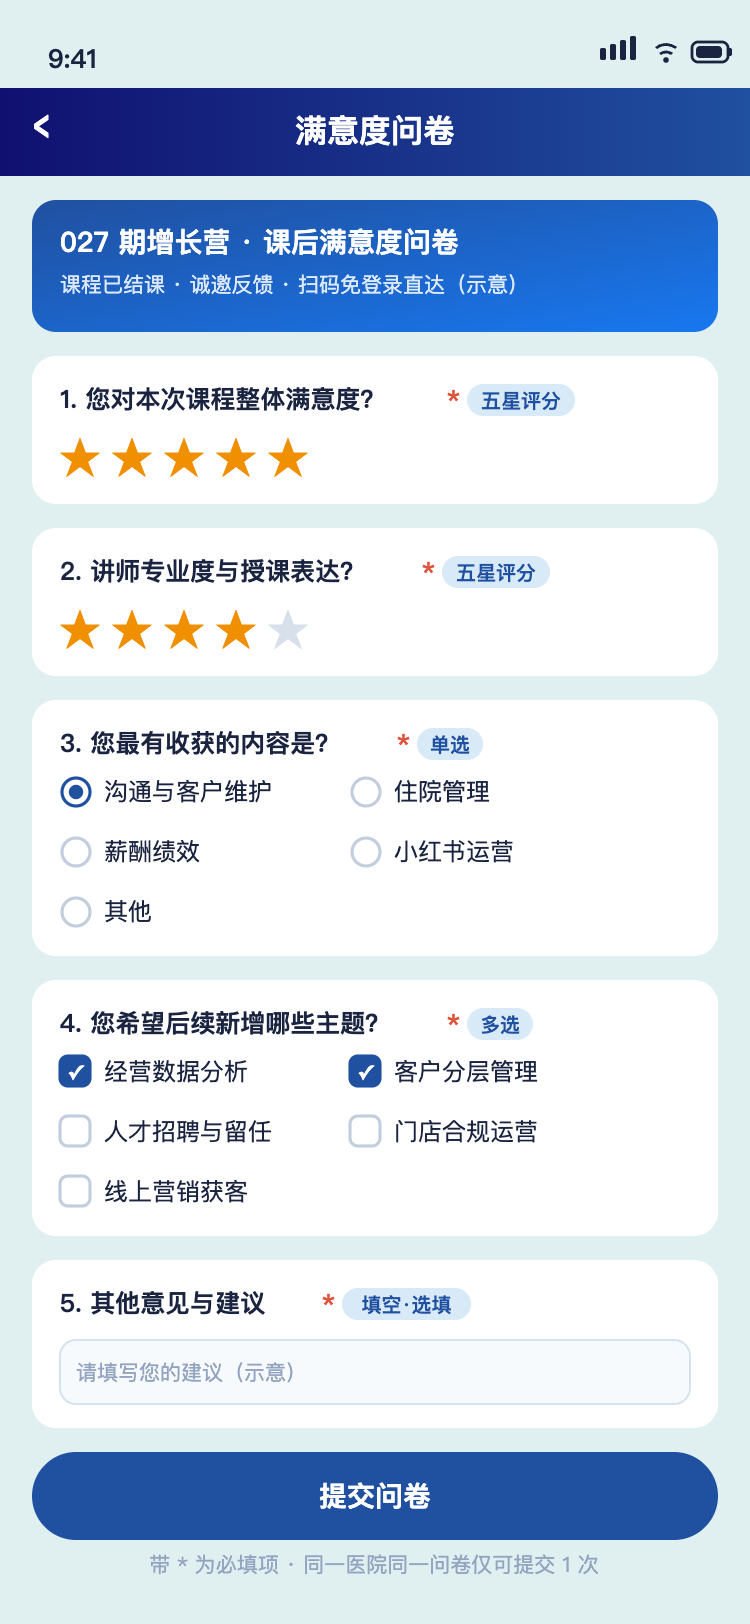 9:41
满意度问卷
027 期增长营 · 课后满意度问卷
课程已结课 · 诚邀反馈 · 扫码免登录直达（示意）
1. 您对本次课程整体满意度? * 五星评分
2. 讲师专业度与授课表达? * 五星评分
3. 您最有收获的内容是? * 单选
沟通与客户维护 住院管理
薪酬绩效 小红书运营
其他
4. 您希望后续新增哪些主题? * 多选
经营数据分析 客户分层管理
人才招聘与留任 门店合规运营
线上营销获客
5. 其他意见与建议 * 填空·选填
请填写您的建议（示意）
提交问卷
带 * 为必填项 · 同一医院同一问卷仅可提交 1 次